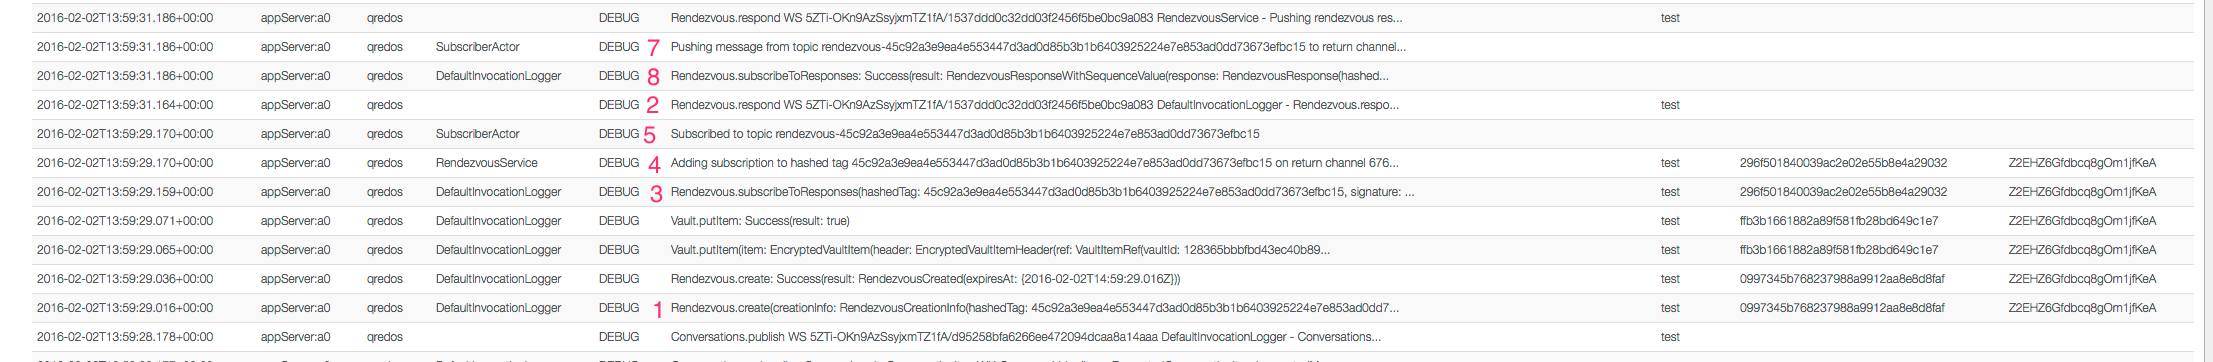 2016-02-02T13:59:31.186+00:00 appServer:a0 qredos DEBUG Rendezvous.respond WS 5ZTi-OKn9AzSsyjxmTZ1fA/1537ddd0c32dd03f2456f5be0bc9a083 RendezvousService - Pushing rendezvous res... test
2016-02-02T13:59:31.186+00:00 appServer:a0 qredos SubscriberActor DEBUG 7 Pushing message from topic rendezvous-45c92a3e9ea4e553447d3ad0d85b3b1b6403925224e7e853ad0dd73673efbc15 to return channel...
2016-02-02T13:59:31.186+00:00 appServer:a0 qredos DefaultInvocationLogger DEBUG 8 Rendezvous.subscribeToResponses: Success(result: RendezvousResponseWithSequenceValue(response: RendezvousResponse(hashed...
2016-02-02T13:59:31.164+00:00 appServer:a0 qredos DEBUG 2 Rendezvous.respond WS 5ZTi-OKn9AzSsyjxmTZ1fA/1537ddd0c32dd03f2456f5be0bc9a083 DefaultInvocationLogger - Rendezvous.respo... test
2016-02-02T13:59:29.170+00:00 appServer:a0 qredos SubscriberActor DEBUG 5 Subscribed to topic rendezvous-45c92a3e9ea4e553447d3ad0d85b3b1b6403925224e7e853ad0dd73673efbc15
2016-02-02T13:59:29.170+00:00 appServer:a0 qredos RendezvousService DEBUG 4 Adding subscription to hashed tag 45c92a3e9ea4e553447d3ad0d85b3b1b6403925224e7e853ad0dd73673efbc15 on return channel 676... test 296f501840039ac2e02e55b8e4a29032 Z2EHZ6Gfdbcq8gOm1jfKeA
2016-02-02T13:59:29.159+00:00 appServer:a0 qredos DefaultInvocationLogger DEBUG 3 Rendezvous.subscribeToResponses(hashedTag: 45c92a3e9ea4e553447d3ad0d85b3b1b6403925224e7e853ad0dd73673efbc15, signature: ... test 296f501840039ac2e02e55b8e4a29032 Z2EHZ6Gfdbcq8gOm1jfKeA
2016-02-02T13:59:29.071+00:00 appServer:a0 qredos DefaultInvocationLogger DEBUG Vault.putItem: Success(result: true) test ffb3b1661882a89f581fb28bd649c1e7 Z2EHZ6Gfdbcq8gOm1jfKeA
2016-02-02T13:59:29.065+00:00 appServer:a0 qredos DefaultInvocationLogger DEBUG Vault.putItem(item: EncryptedVaultItem(header: EncryptedVaultItemHeader(ref: VaultItemRef(vaultId: 128365bbbfbd43ec40b89... test ffb3b1661882a89f581fb28bd649c1e7 Z2EHZ6Gfdbcq8gOm1jfKeA
2016-02-02T13:59:29.036+00:00 appServer:a0 qredos DefaultInvocationLogger DEBUG Rendezvous.create: Success(result: RendezvousCreated(expiresAt: {2016-02-02T14:59:29.016Z})) test 0997345b768237988a9912aa8e8d8faf Z2EHZ6Gfdbcq8gOm1jfKeA
2016-02-02T13:59:29.016+00:00 appServer:a0 qredos DefaultInvocationLogger DEBUG 1 Rendezvous.create(creationInfo: RendezvousCreationInfo(hashedTag: 45c92a3e9ea4e553447d3ad0d85b3b1b6403925224e7e853ad0dd7... test 0997345b768237988a9912aa8e8d8faf Z2EHZ6Gfdbcq8gOm1jfKeA
2016-02-02T13:59:28.178+00:00 appServer:a0 qredos DEBUG Conversations.publish WS 5ZTi-OKn9AzSsyjxmTZ1fA/d95258bfa6266ee472094dcaa8a14aaa DefaultInvocationLogger - Conversations... test